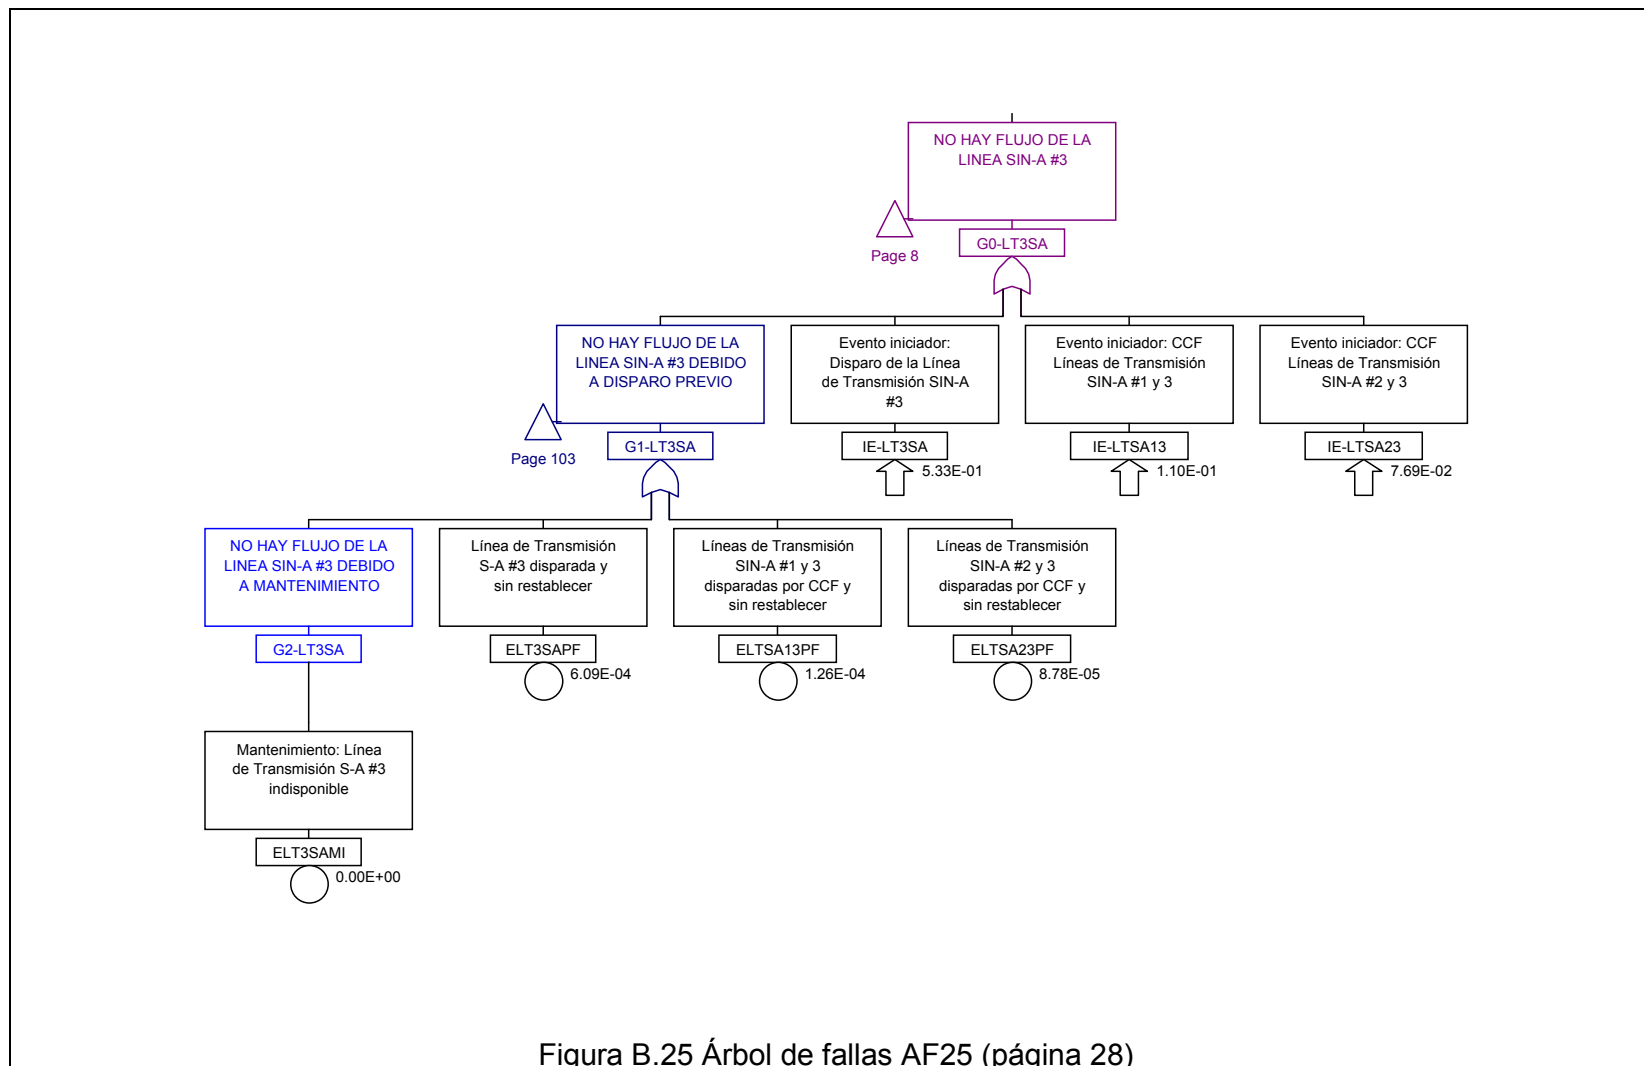 NO HAY FLUJO DE LA
LINEA SIN-A #3
Page 8
G0-LT3SA
NO HAY FLUJO DE LA
LINEA SIN-A #3 DEBIDO
A DISPARO PREVIO
Page 103
G1-LT3SA
Evento iniciador:
Disparo de la Línea
de Transmisión SIN-A
#3
IE-LT3SA
5.33E-01
Evento iniciador: CCF
Líneas de Transmisión
SIN-A #1 y 3
IE-LTSA13
1.10E-01
Evento iniciador: CCF
Líneas de Transmisión
SIN-A #2 y 3
IE-LTSA23
7.69E-02
NO HAY FLUJO DE LA
LINEA SIN-A #3 DEBIDO
A MANTENIMIENTO
G2-LT3SA
Línea de Transmisión
S-A #3 disparada y
sin restablecer
ELT3SAPF
6.09E-04
Líneas de Transmisión
SIN-A #1 y 3
disparadas por CCF y
sin restablecer
ELTSA13PF
1.26E-04
Líneas de Transmisión
SIN-A #2 y 3
disparadas por CCF y
sin restablecer
ELTSA23PF
8.78E-05
Mantenimiento: Línea
de Transmisión S-A #3
indisponible
ELT3SAMI
0.00E+00
Figura B.25 Árbol de fallas AF25 (página 28)